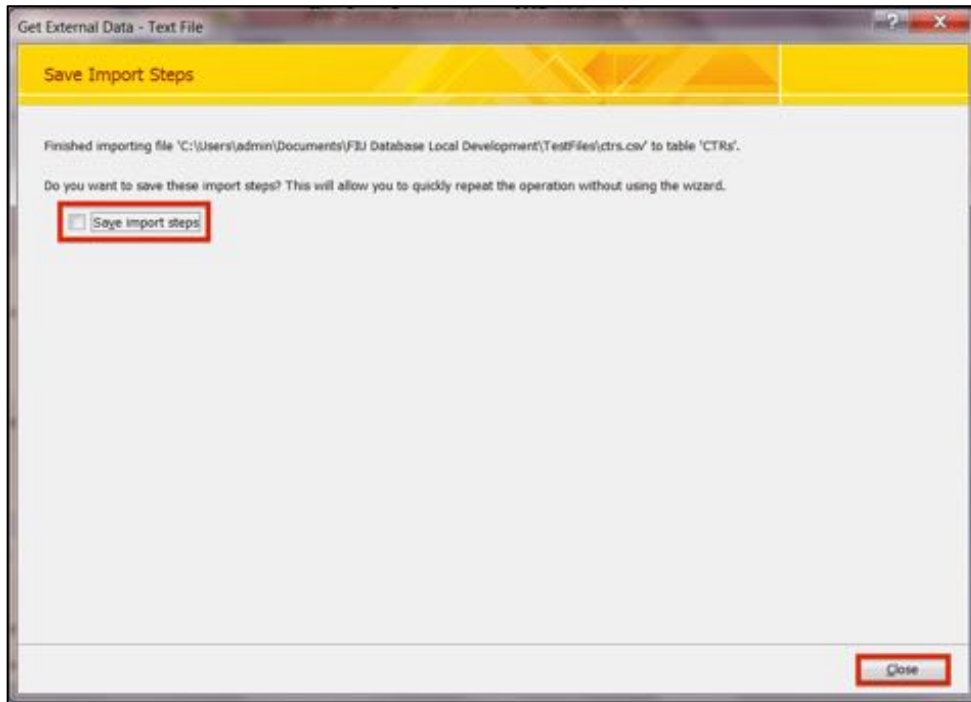 Get External Data - Text File
Save Import Steps
Finished importing file 'C:\Users\admin\Documents\FIU Database Local Development\TestFiles\ctrs.csv' to table 'CTRs'.
Do you want to save these import steps? This will allow you to quickly repeat the operation without using the wizard.
Save import steps
Close